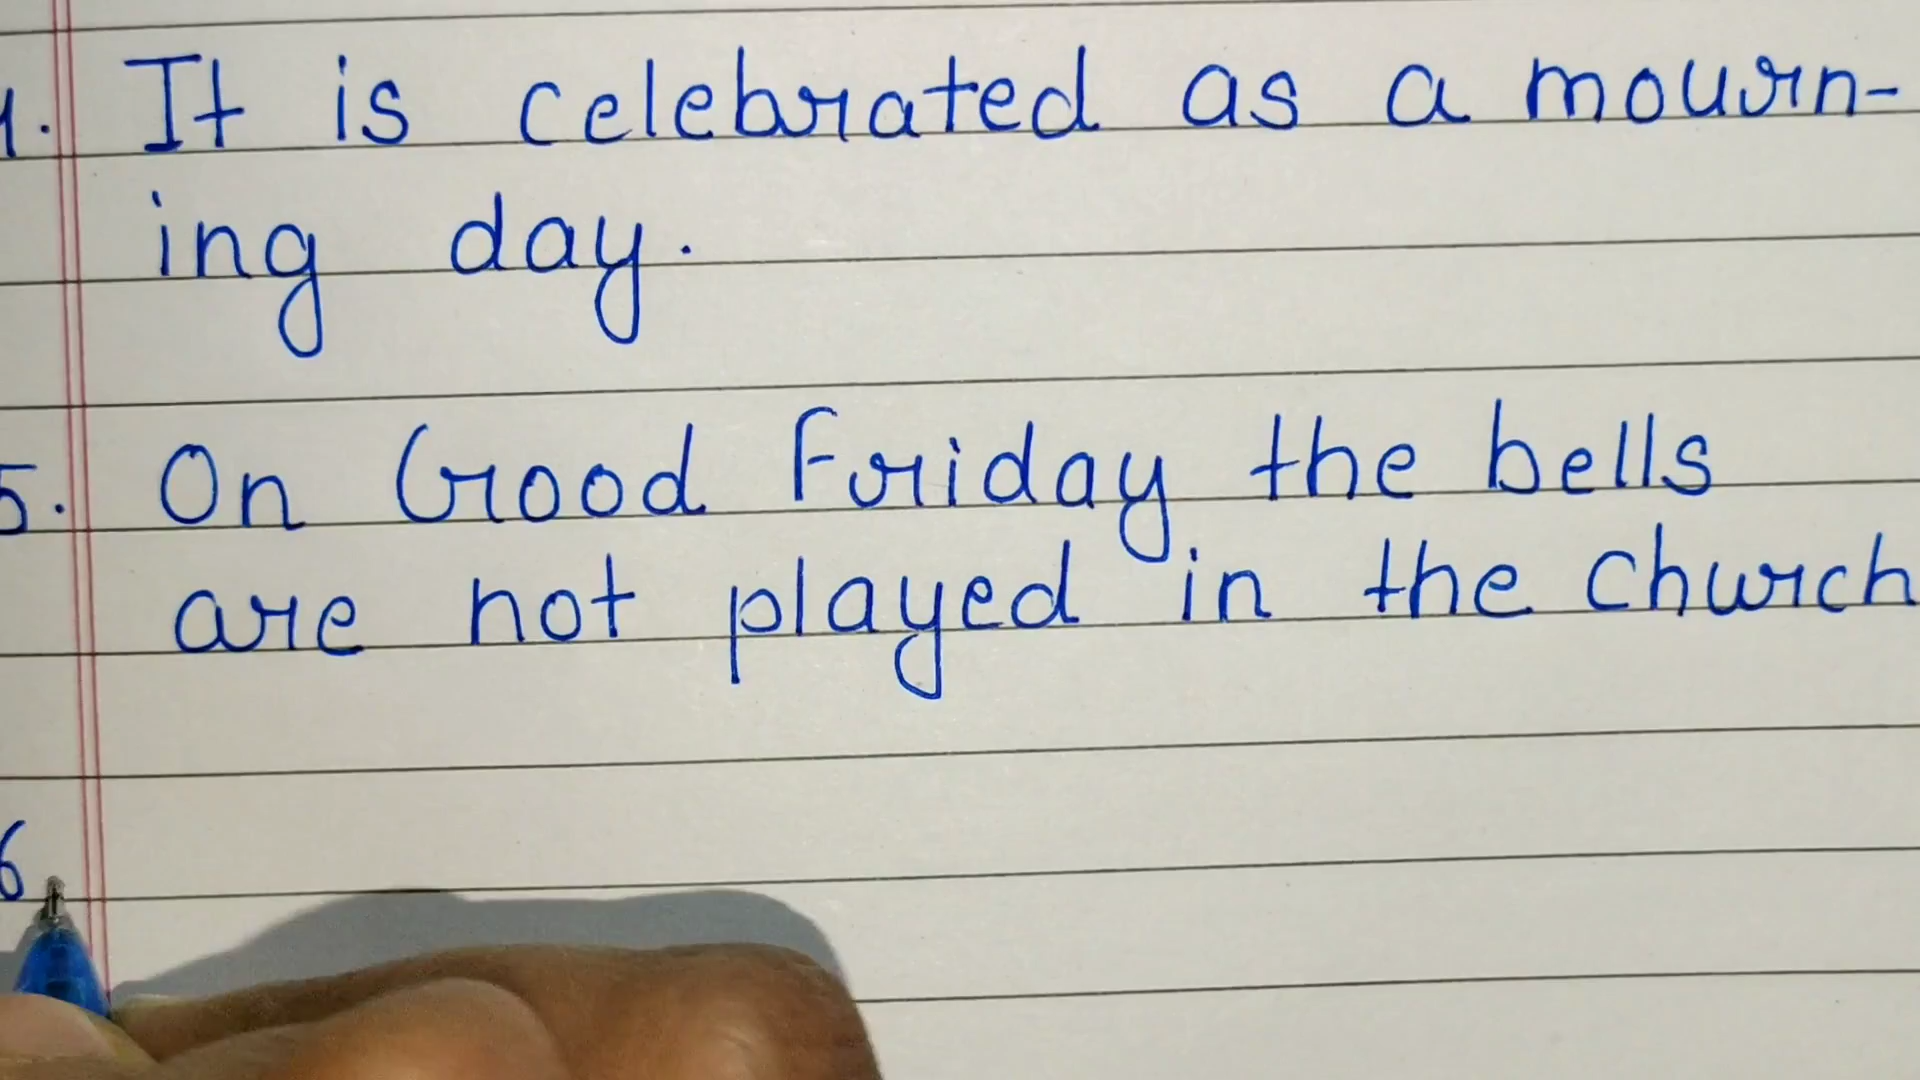 4. It is celebrated as a mourn-
ing day.
5. On Good Friday the bells
are not played in the church
6